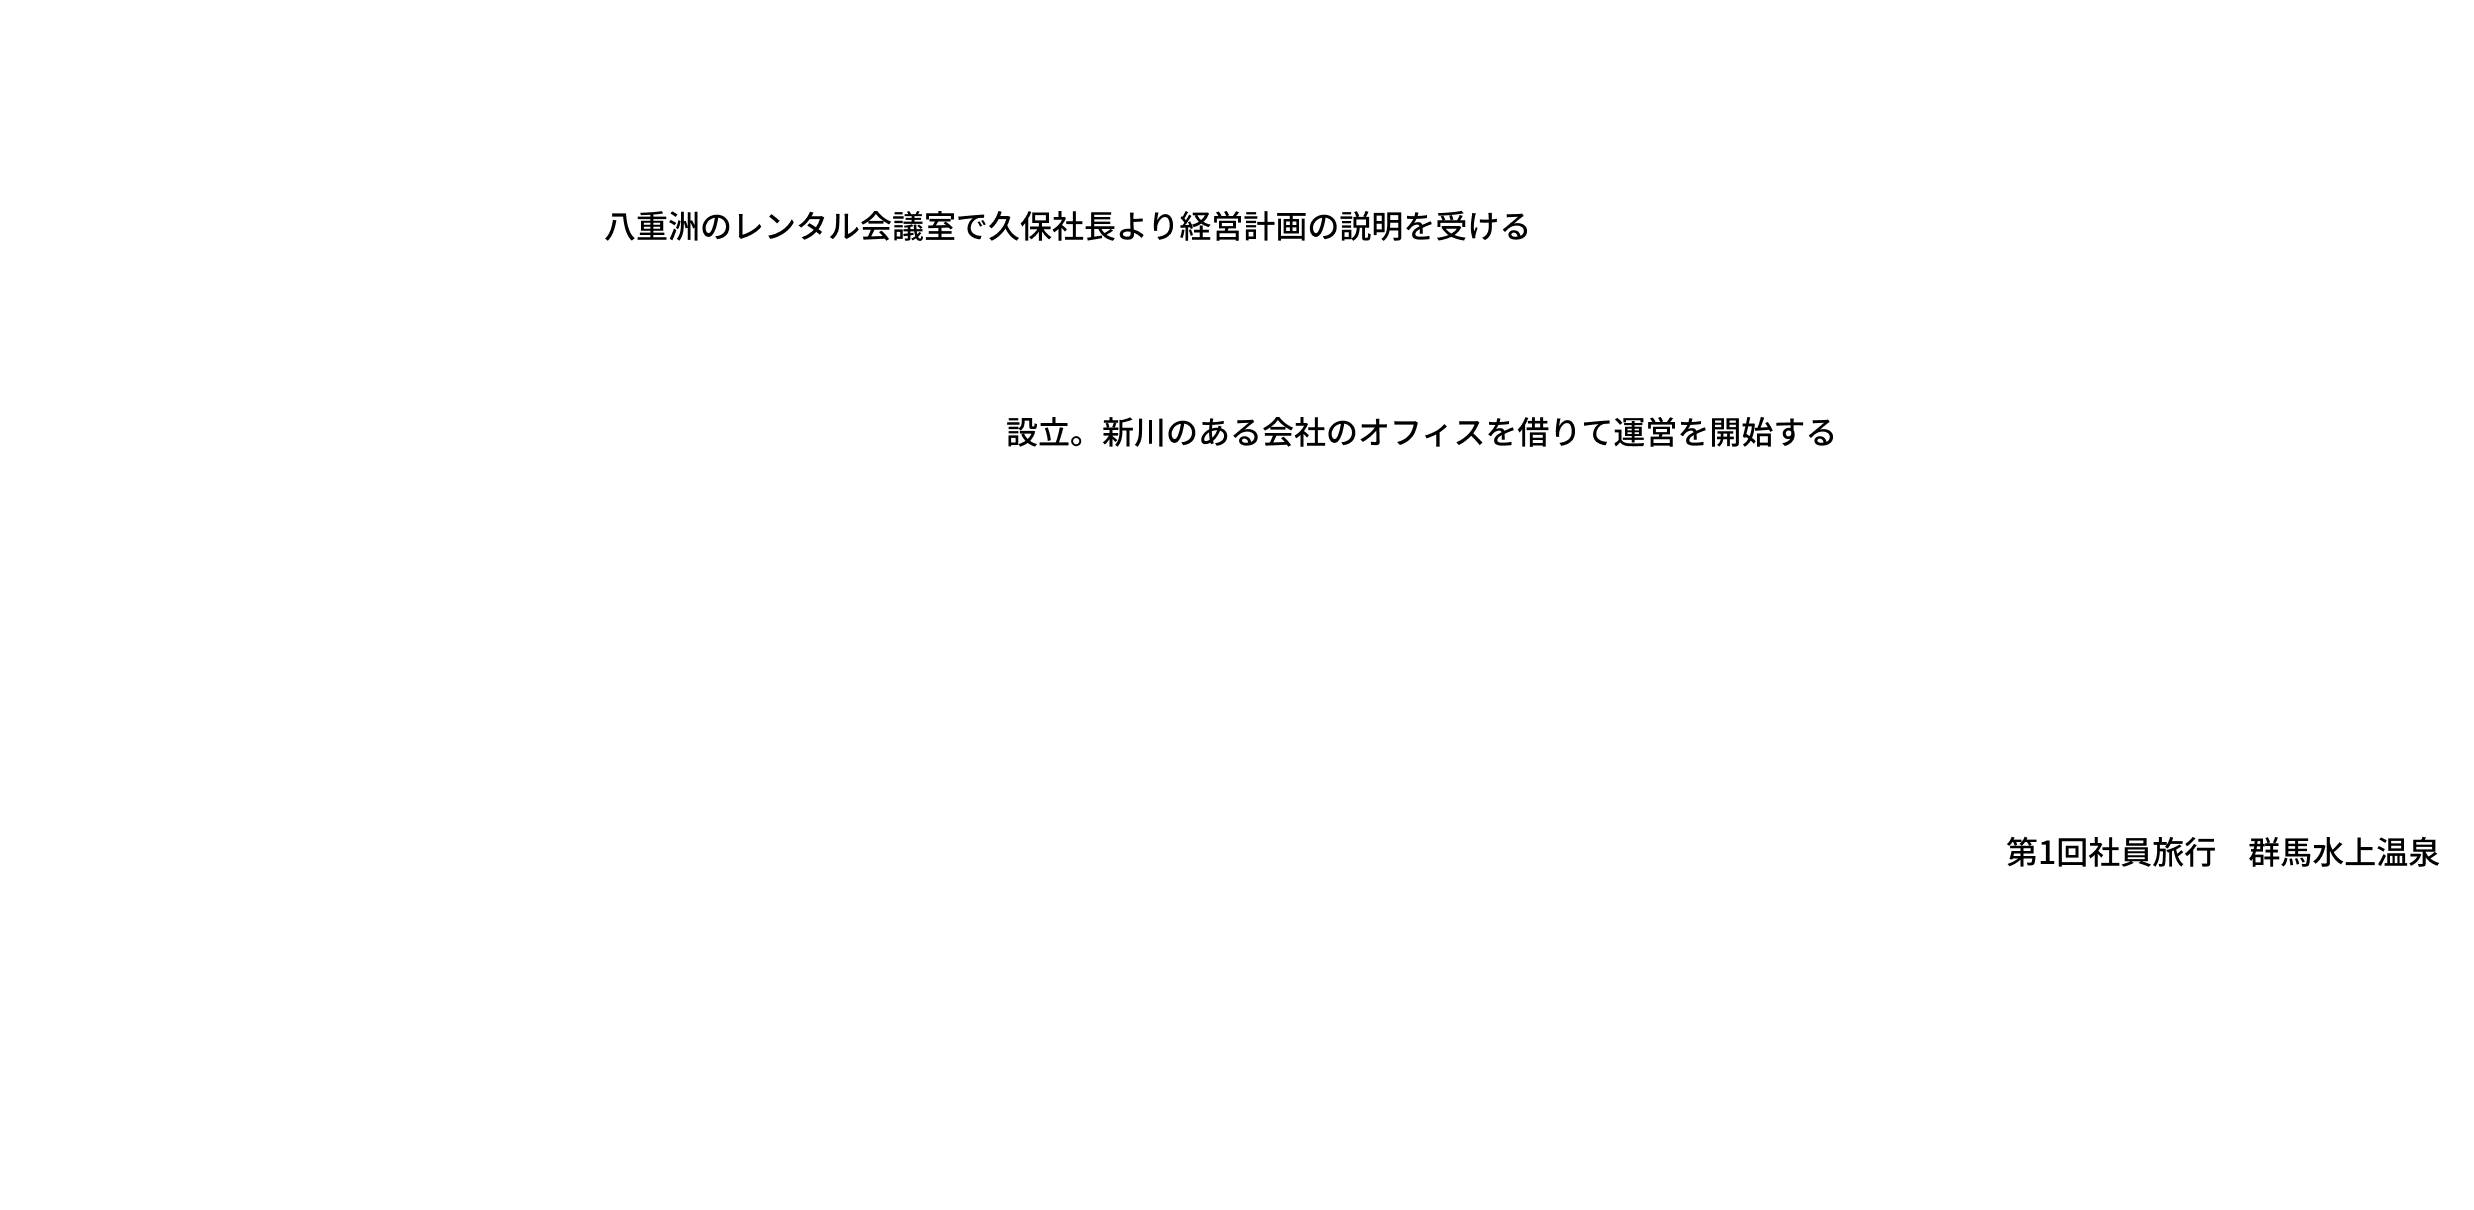 八重洲のレンタル会議室で久保社長より経営計画の説明を受ける
設立。新川のある会社のオフィスを借りて運営を開始する
第1回社員旅行　群馬水上温泉